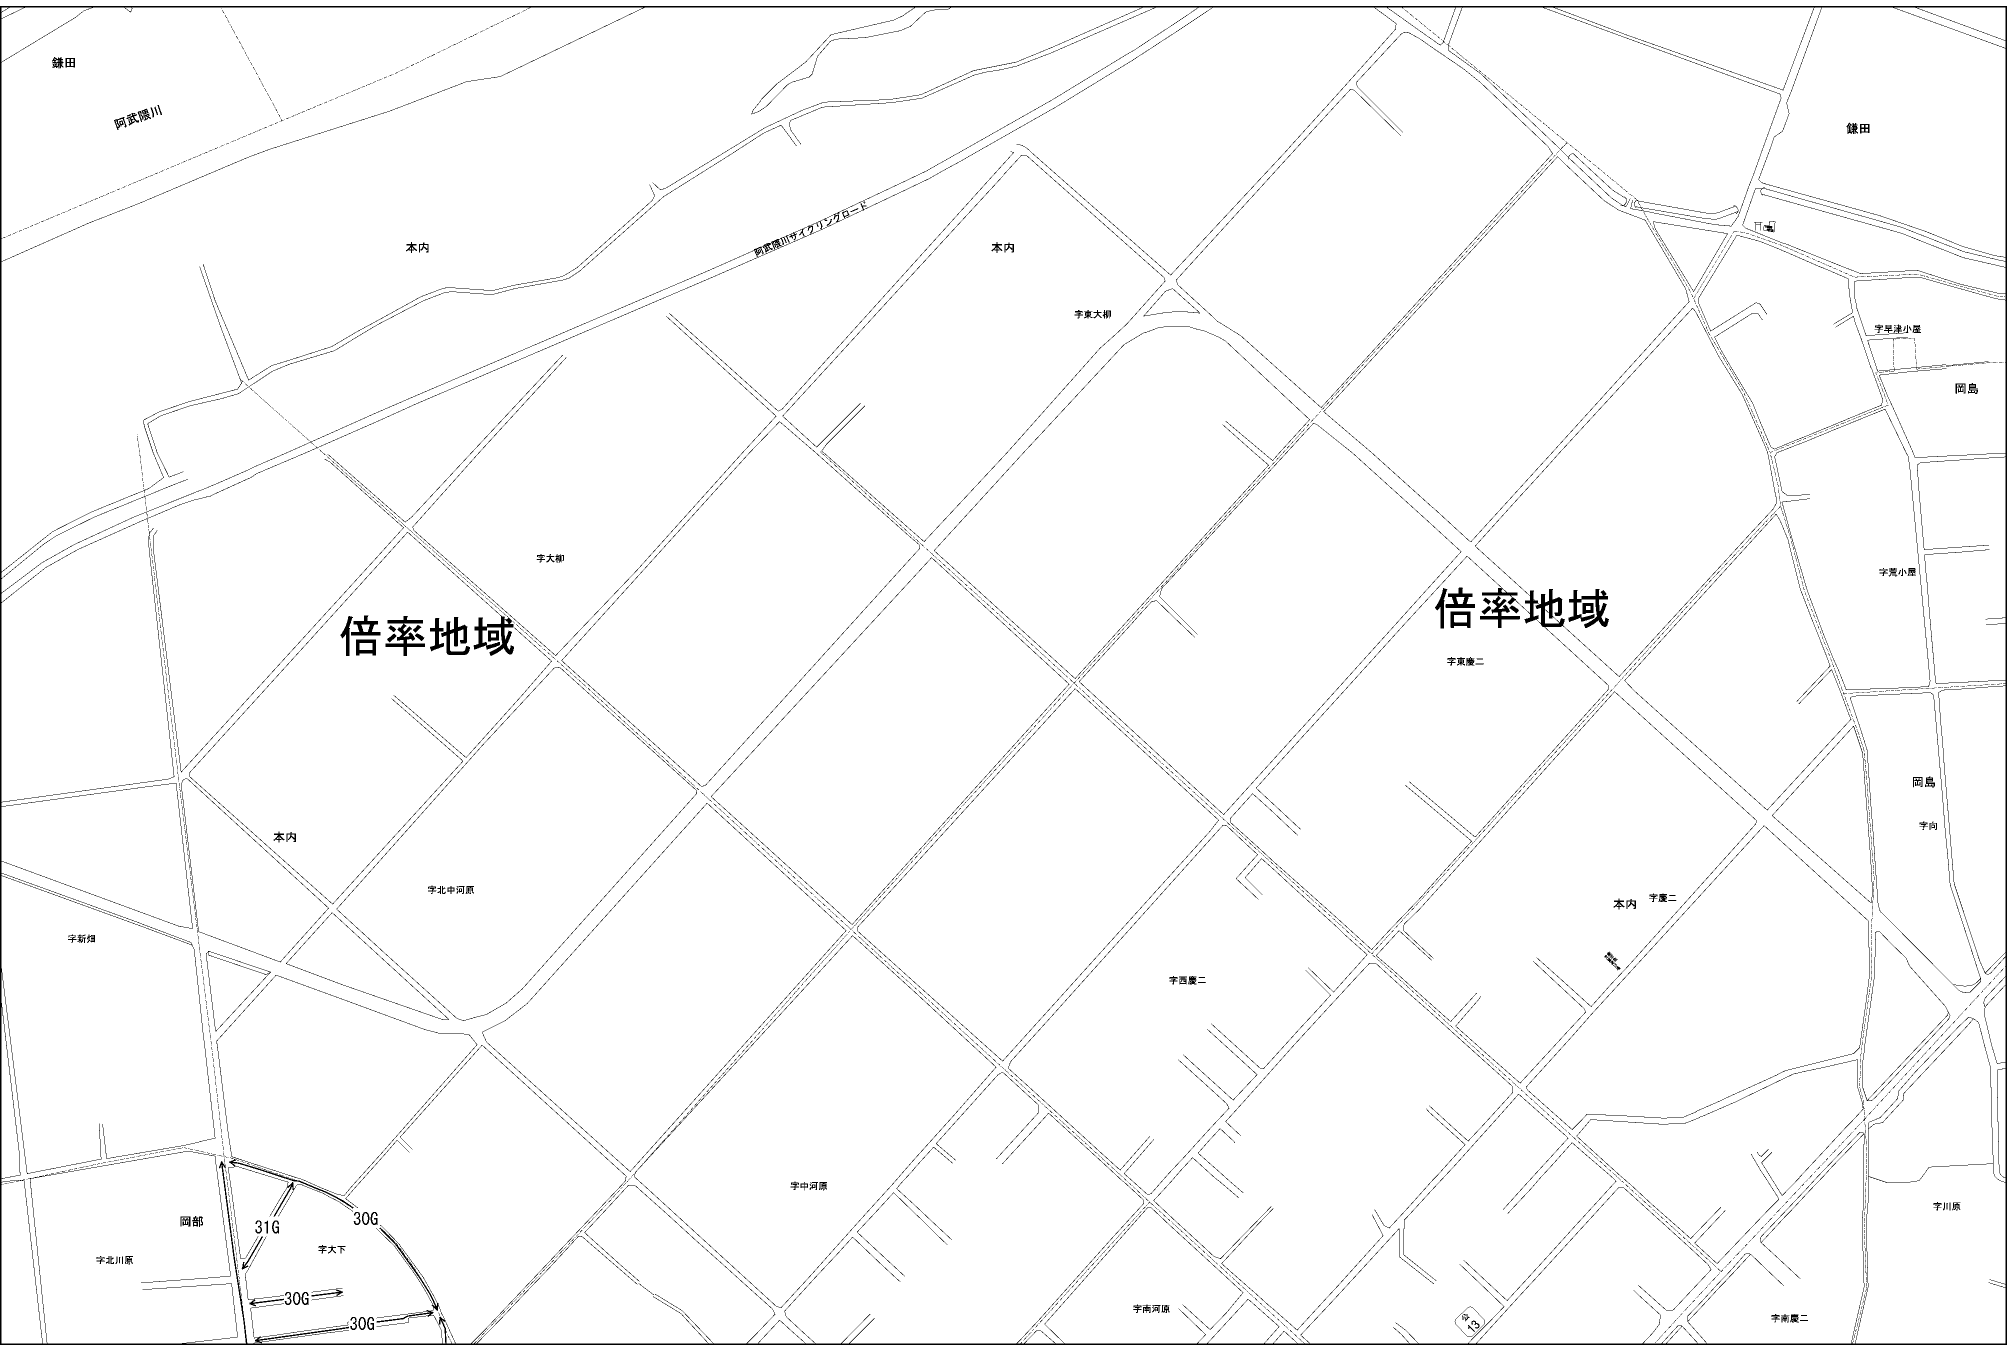 鎌田
阿武隈川
鎌田
阿武隈川サイクリングロード
本内
本内
字東大柳
字早津小屋
岡島
字大柳
字荒小屋
倍率地域
倍率地域
字東慶二
岡島
字向
本内
字北中河原
本内
字慶二
字新畑
字西慶二
字中河原
字川原
岡部
31G
30G
字大下
字北川原
30G
30G
字南河原
公
13
字南慶二